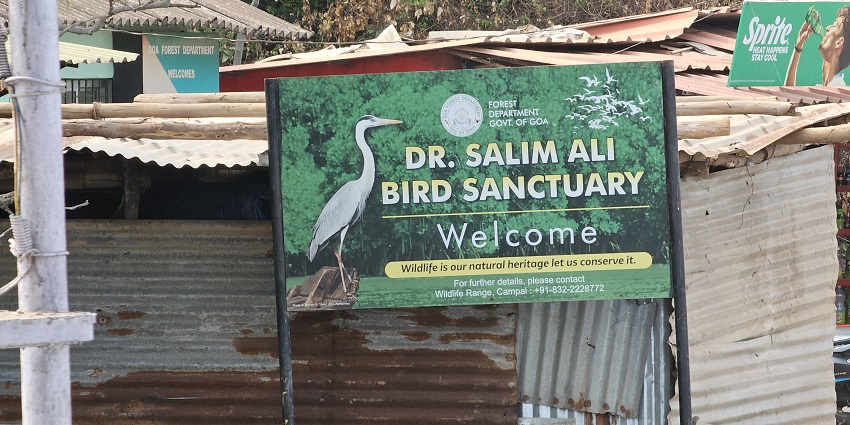 GOA FOREST DEPARTMENT
WELCOMES
Sprite
HEAT HAPPENS
STAY COOL
FOREST
DEPARTMENT
GOVT. OF GOA
DR. SALIM ALI
BIRD SANCTUARY
Welcome
Wildlife is our natural heritage let us conserve it.
For further details, please contact
Wildlife Range, Campal : +91-832-2228772